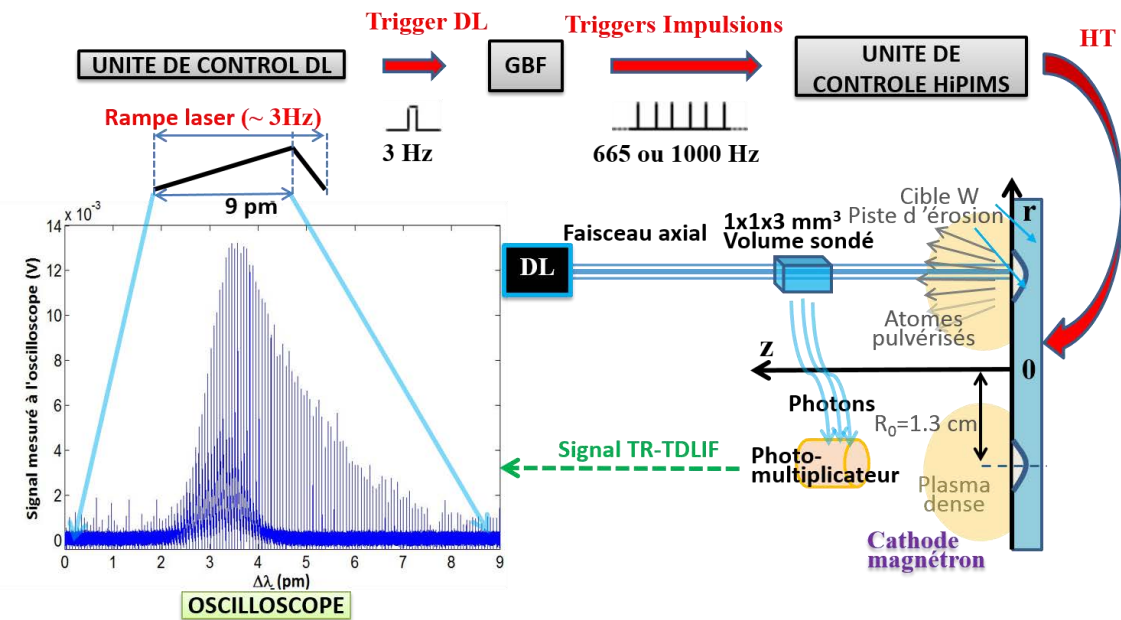 Trigger DL
Triggers Impulsions
HT
UNITE DE CONTROL DL
GBF
UNITE DE
CONTROLE HiPIMS
Rampe laser (~ 3Hz)
3 Hz
665 ou 1000 Hz
9 pm
14 x 10⁻³
12
10
8
6
4
2
0
Signal mesuré à l'oscilloscope (V)
0 1 2 3 4 5 6 7 8 9
Δλ (pm)
OSCILLOSCOPE
DL
Faisceau axial
1x1x3 mm³
Volume sondé
Cible W
Piste d 'érosion
r
Atomes
pulvérisés
z
0
Photons
R₀=1.3 cm
Signal TR-TDLIF
Photo-
multiplicateur
Plasma
dense
Cathode
magnétron